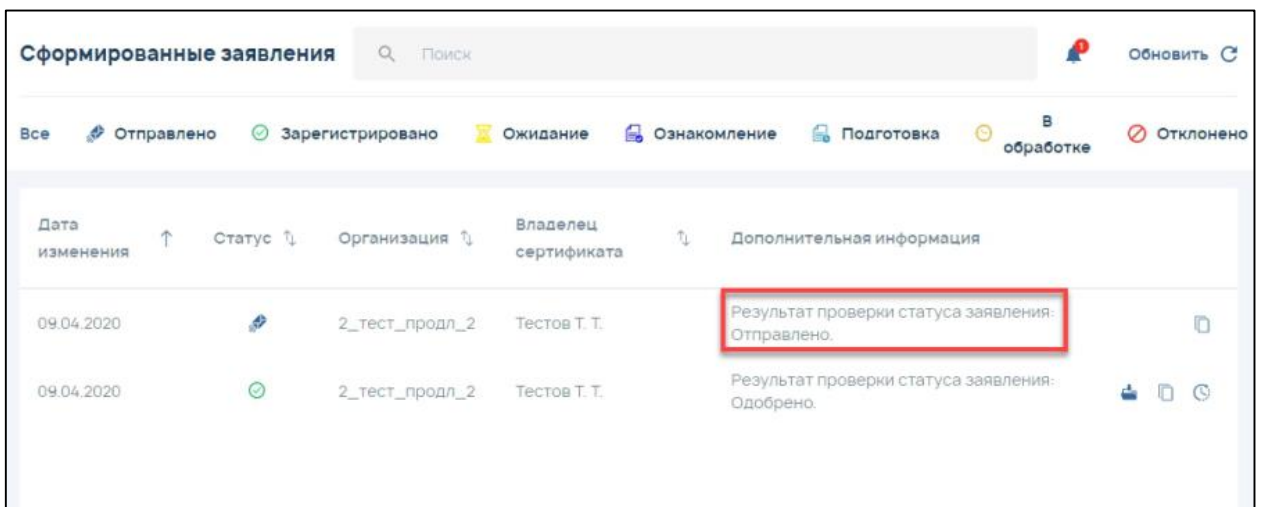 Сформированные заявления Поиск 1 Обновить
Все Отправлено Зарегистрировано Ожидание Ознакомление Подготовка В обработке Отклонено
Дата изменения Статус Организация Владелец сертификата Дополнительная информация
09.04.2020 2_тест_продл_2 Тестов Т. Т. Результат проверки статуса заявления:
Отправлено.
09.04.2020 2_тест_продл_2 Тестов Т. Т. Результат проверки статуса заявления:
Одобрено.